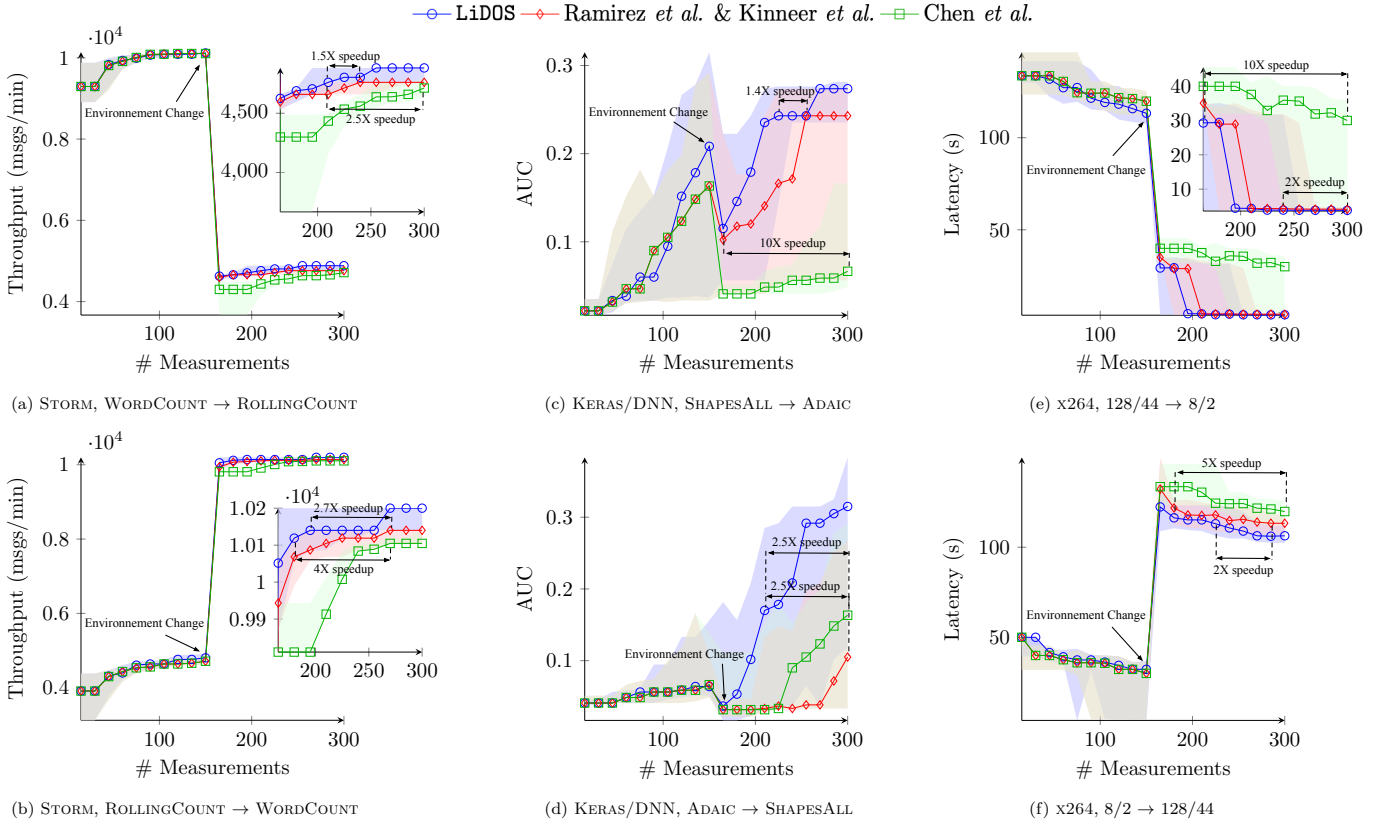 LiDOS Ramirez et al. & Kinneer et al. Chen et al.
·10⁴
Throughput (msgs/min)
1
0.8
0.6
0.4
100 200 300
# Measurements
Environnement Change
1.5X speedup
2.5X speedup
4,500
4,000
200 250 300
(a) Storm, WordCount → RollingCount
AUC
0.3
0.2
0.1
100 200 300
# Measurements
Environnement Change
1.4X speedup
10X speedup
(c) Keras/DNN, ShapesAll → Adaic
Latency (s)
100
50
100 200 300
# Measurements
Environnement Change
10X speedup
2X speedup
40
30
20
10
200 250 300
(e) x264, 128/44 → 8/2
·10⁴
Throughput (msgs/min)
1
0.8
0.6
0.4
100 200 300
# Measurements
Environnement Change
·10⁴
2.7X speedup
4X speedup
1.02
1.01
1
0.99
200 250 300
(b) Storm, RollingCount → WordCount
AUC
0.3
0.2
0.1
100 200 300
# Measurements
Environnement Change
2.5X speedup
2.5X speedup
(d) Keras/DNN, Adaic → ShapesAll
Latency (s)
100
50
100 200 300
# Measurements
Environnement Change
5X speedup
2X speedup
(f) x264, 8/2 → 128/44